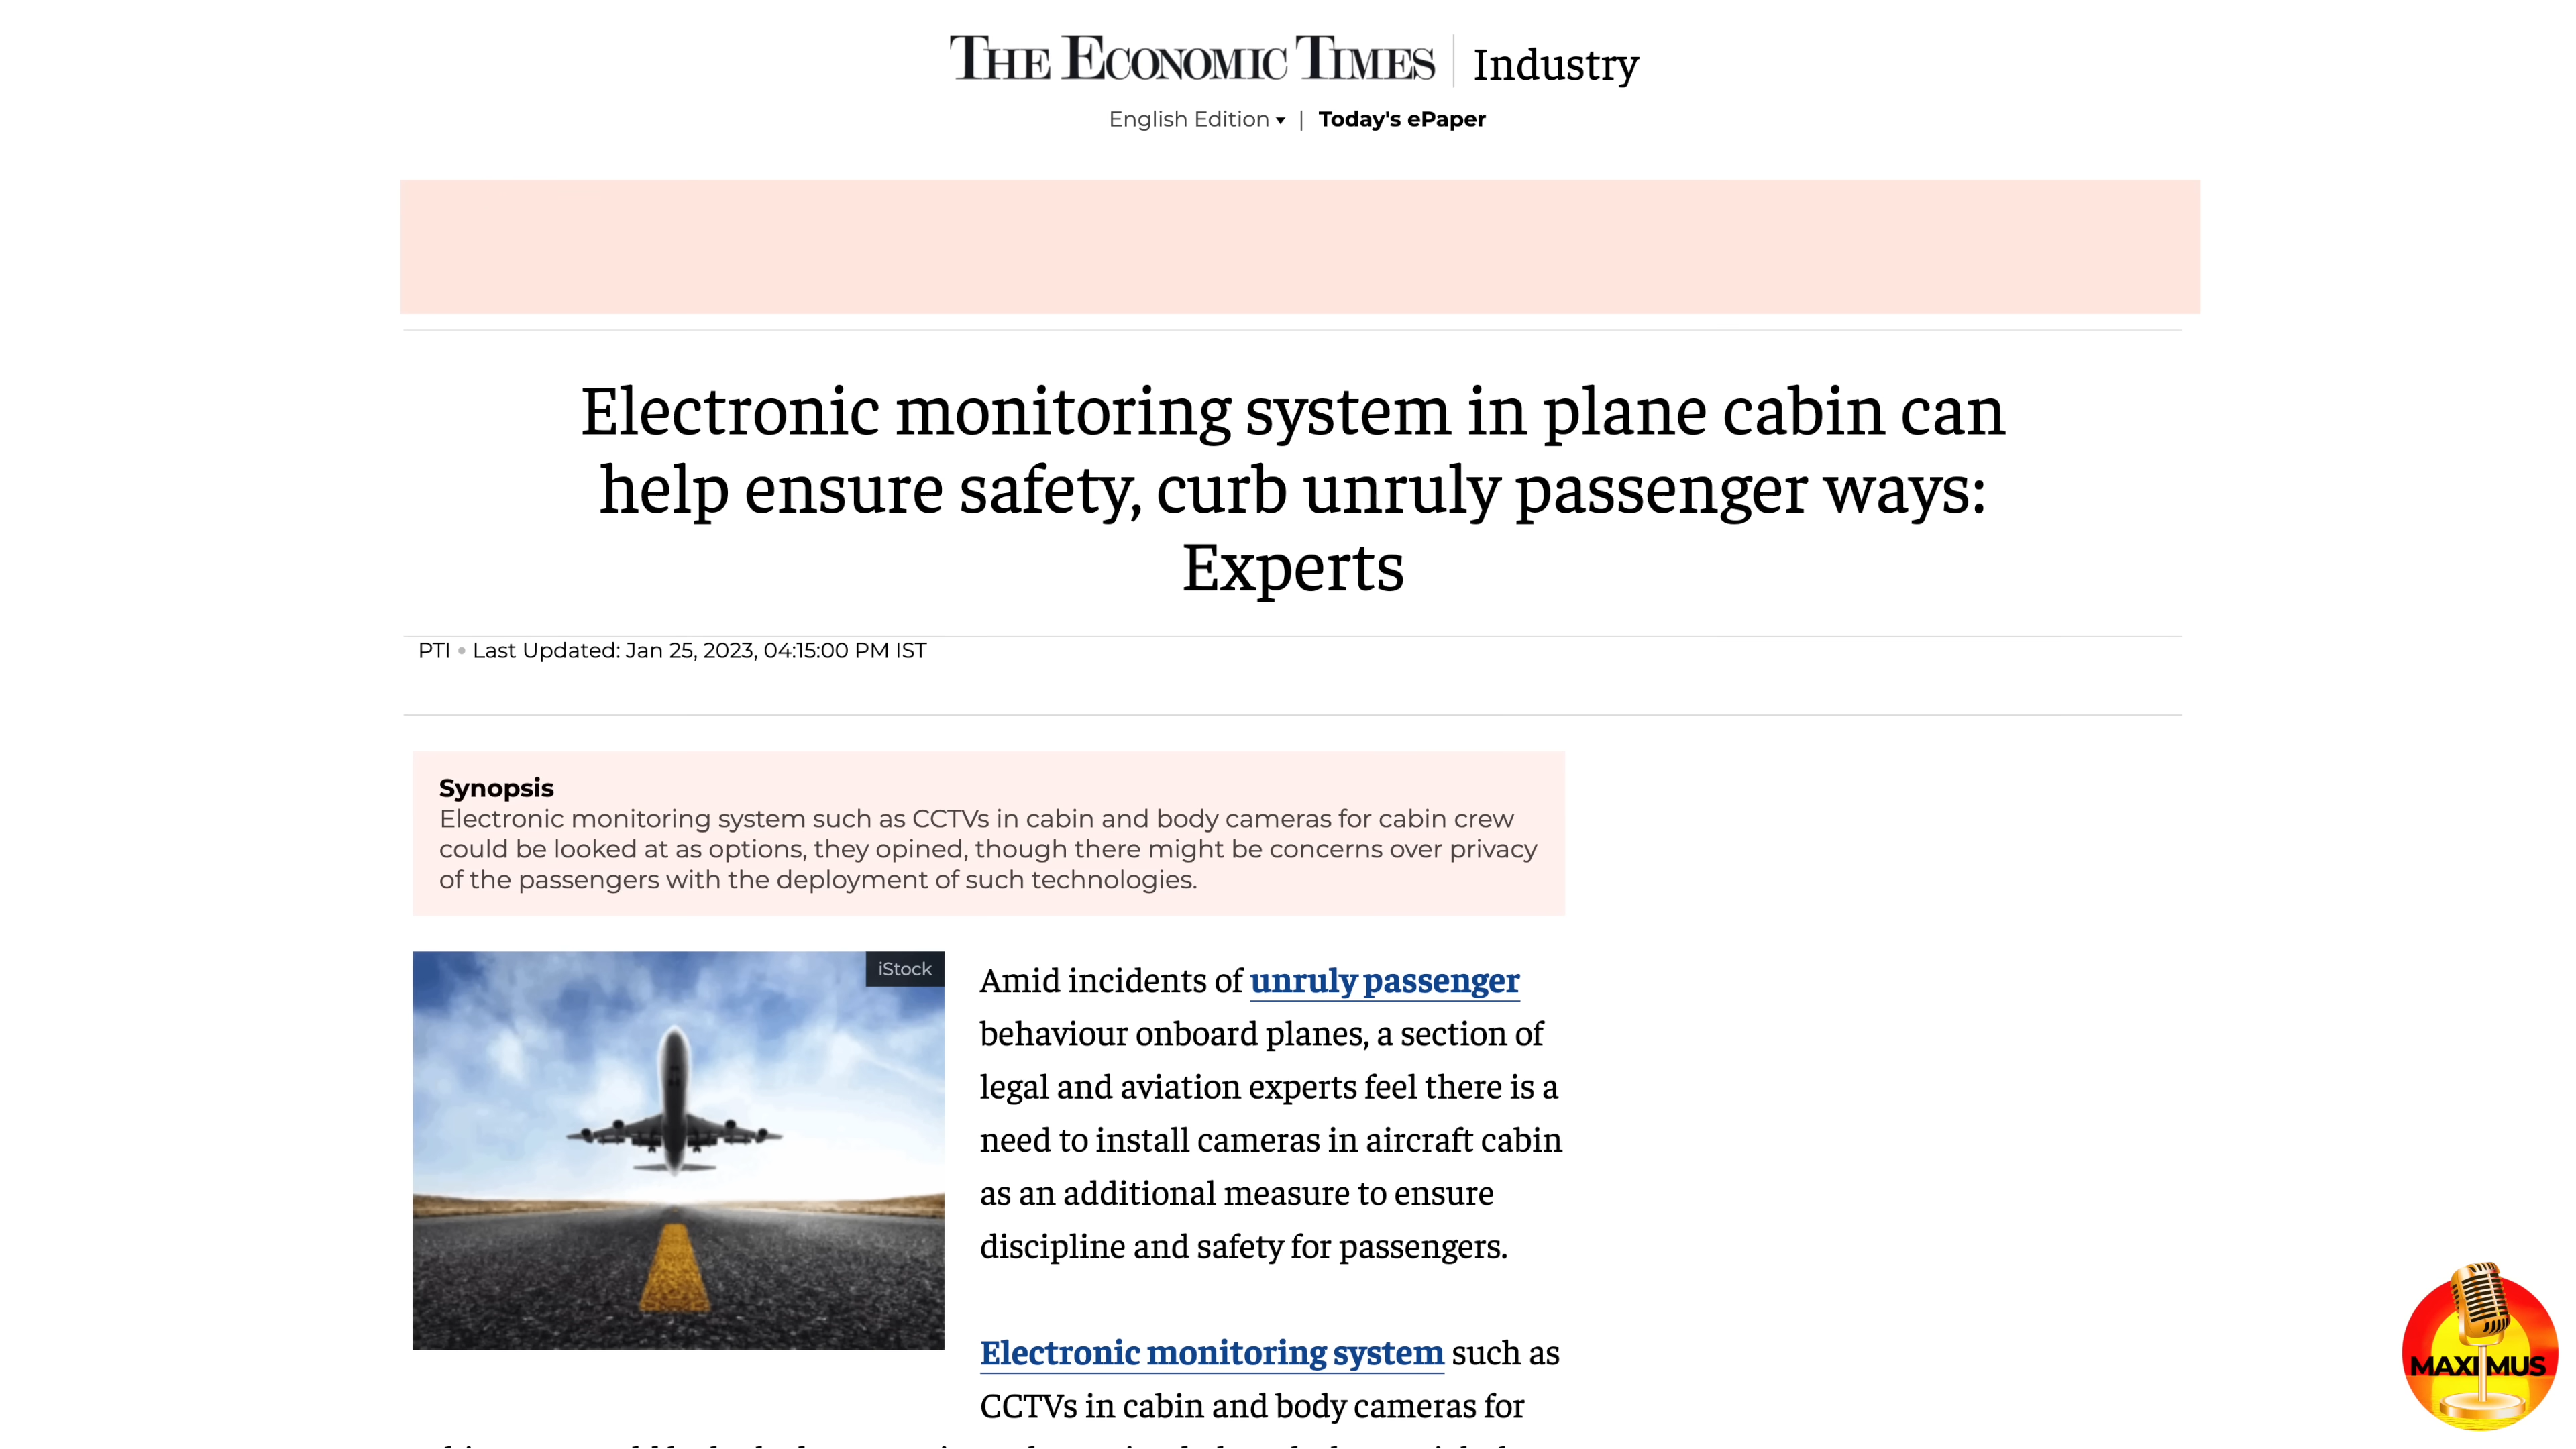 THE ECONOMIC TIMES | Industry
English Edition ▾ | Today's ePaper
Electronic monitoring system in plane cabin can
help ensure safety, curb unruly passenger ways:
Experts
PTI • Last Updated: Jan 25, 2023, 04:15:00 PM IST
Synopsis
Electronic monitoring system such as CCTVs in cabin and body cameras for cabin crew
could be looked at as options, they opined, though there might be concerns over privacy
of the passengers with the deployment of such technologies.
iStock
Amid incidents of unruly passenger
behaviour onboard planes, a section of
legal and aviation experts feel there is a
need to install cameras in aircraft cabin
as an additional measure to ensure
discipline and safety for passengers.
Electronic monitoring system such as
CCTVs in cabin and body cameras for
MAXIMUS